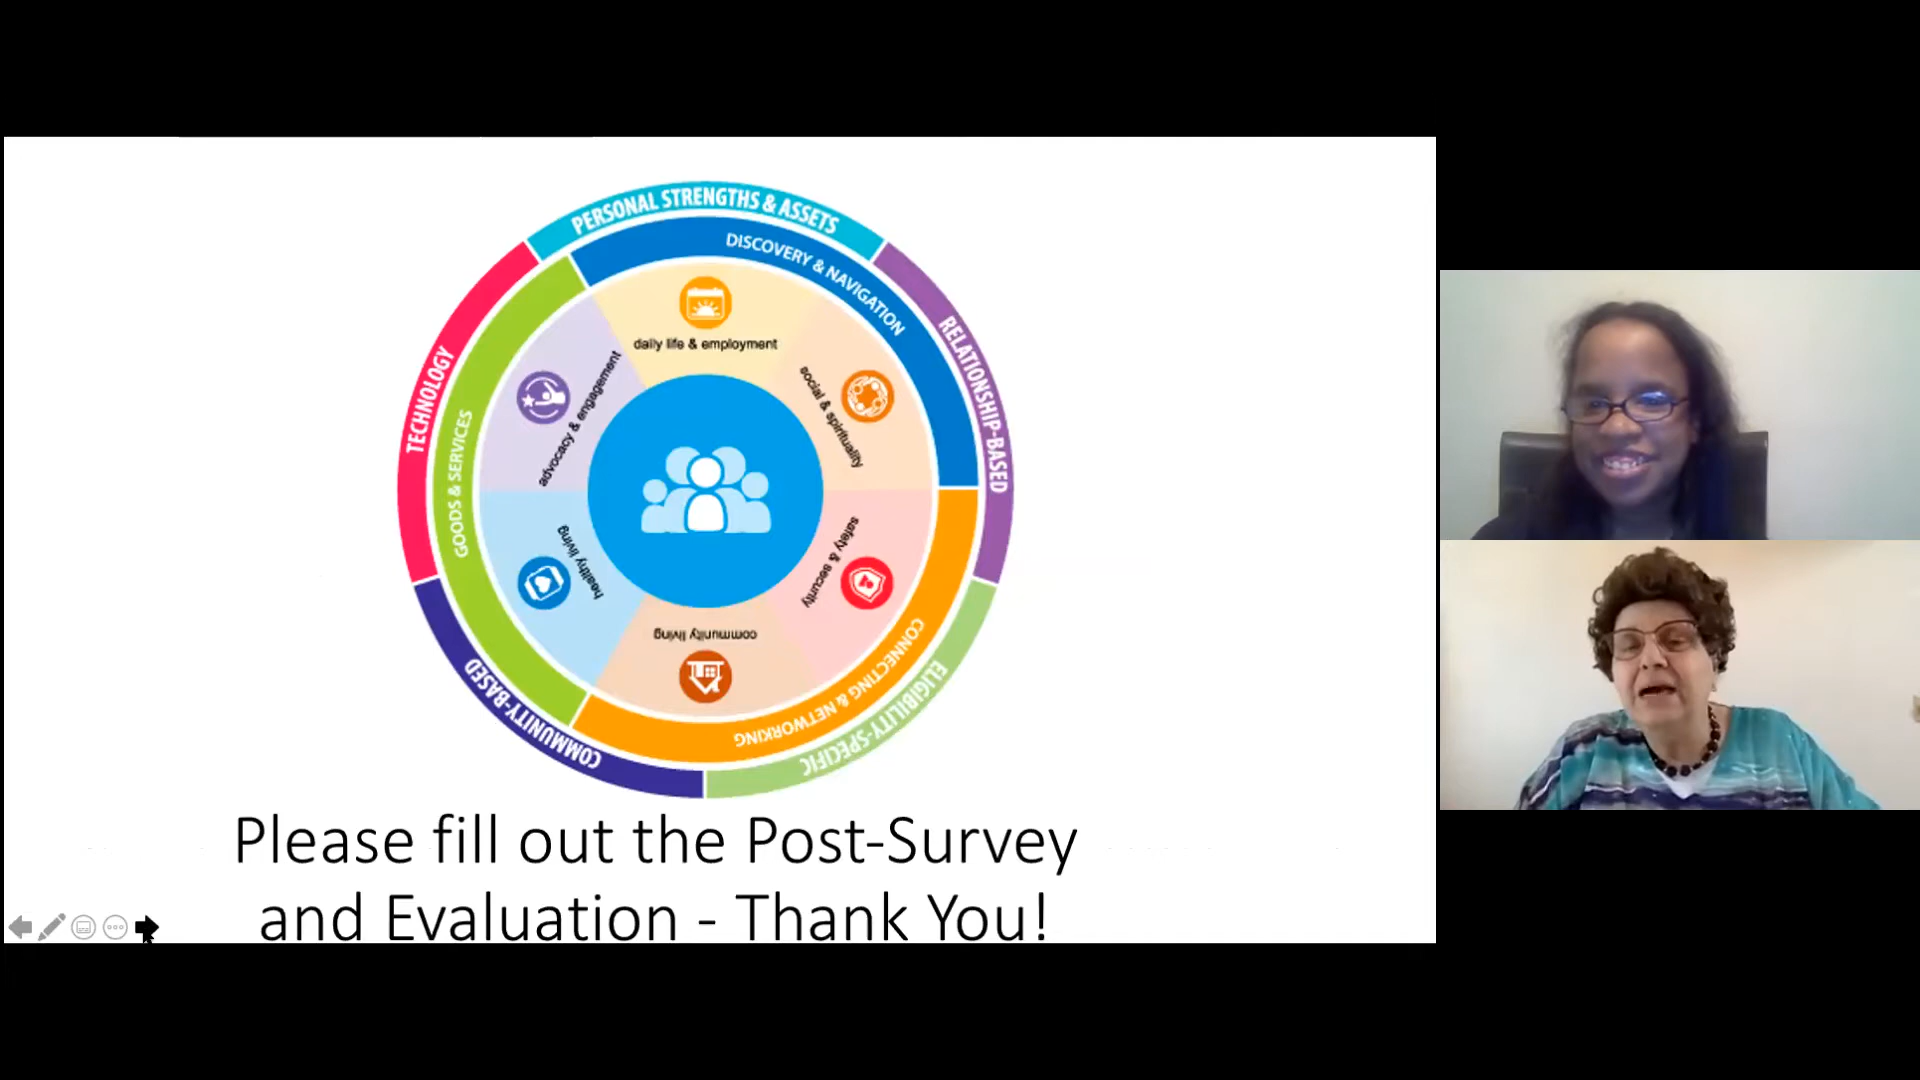 PERSONAL STRENGTHS & ASSETS
DISCOVERY & NAVIGATION
RELATIONSHIP-BASED
TECHNOLOGY
GOODS & SERVICES
daily life & employment
advocacy & engagement
social & spirituality
healthy living
safety & security
community living
CONNECTING & NETWORKING
COMMUNITY-BASED
ELIGIBILITY-SPECIFIC
Please fill out the Post-Survey
and Evaluation - Thank You!